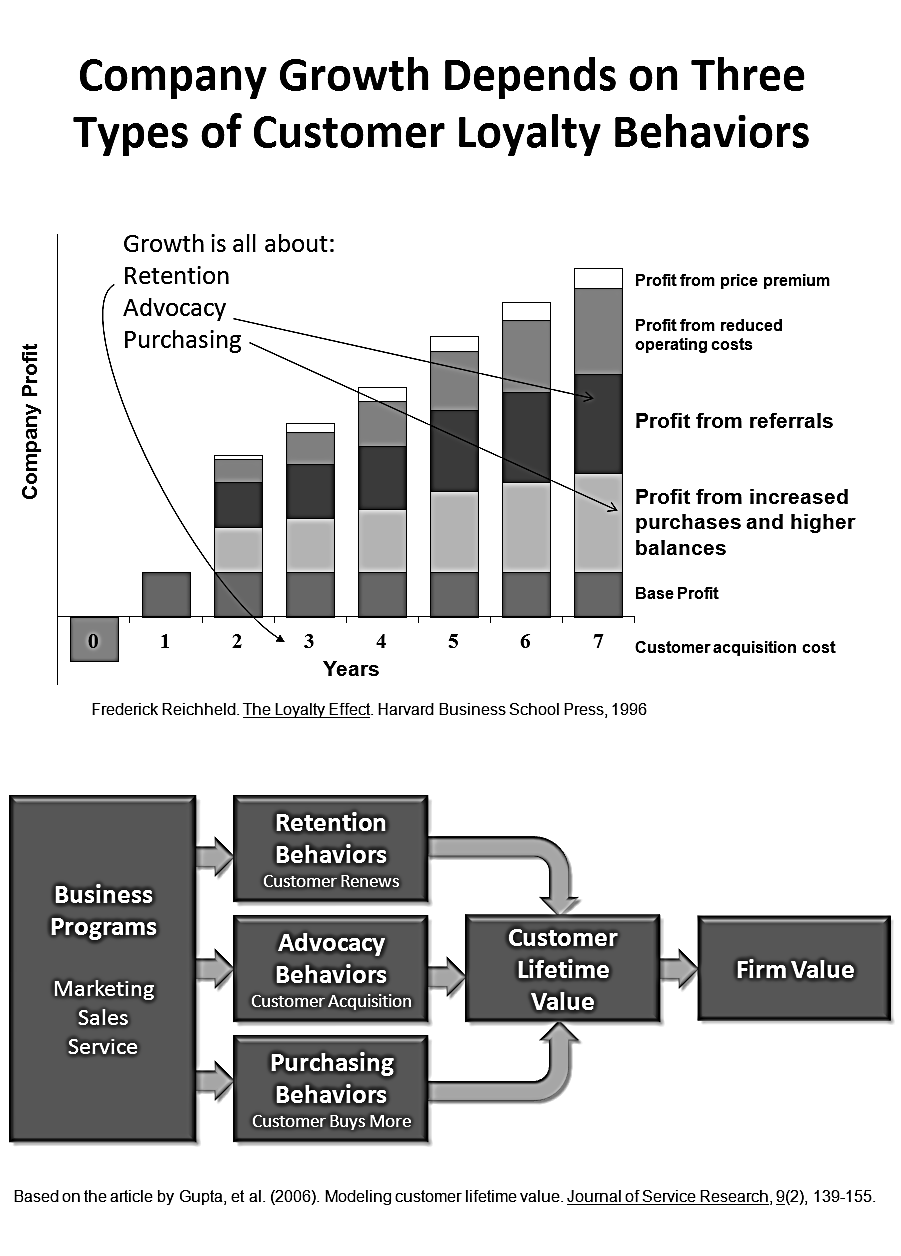 Company Growth Depends on Three
Types of Customer Loyalty Behaviors
Growth is all about:
Retention
Advocacy
Purchasing
Company Profit
Profit from price premium
Profit from reduced
operating costs
Profit from referrals
Profit from increased
purchases and higher
balances
Base Profit
Customer acquisition cost
0 1 2 3 4 5 6 7
Years
Frederick Reichheld. The Loyalty Effect. Harvard Business School Press, 1996
Business
Programs
Marketing
Sales
Service
Retention
Behaviors
Customer Renews
Advocacy
Behaviors
Customer Acquisition
Purchasing
Behaviors
Customer Buys More
Customer
Lifetime
Value
Firm Value
Based on the article by Gupta, et al. (2006). Modeling customer lifetime value. Journal of Service Research, 9(2), 139-155.